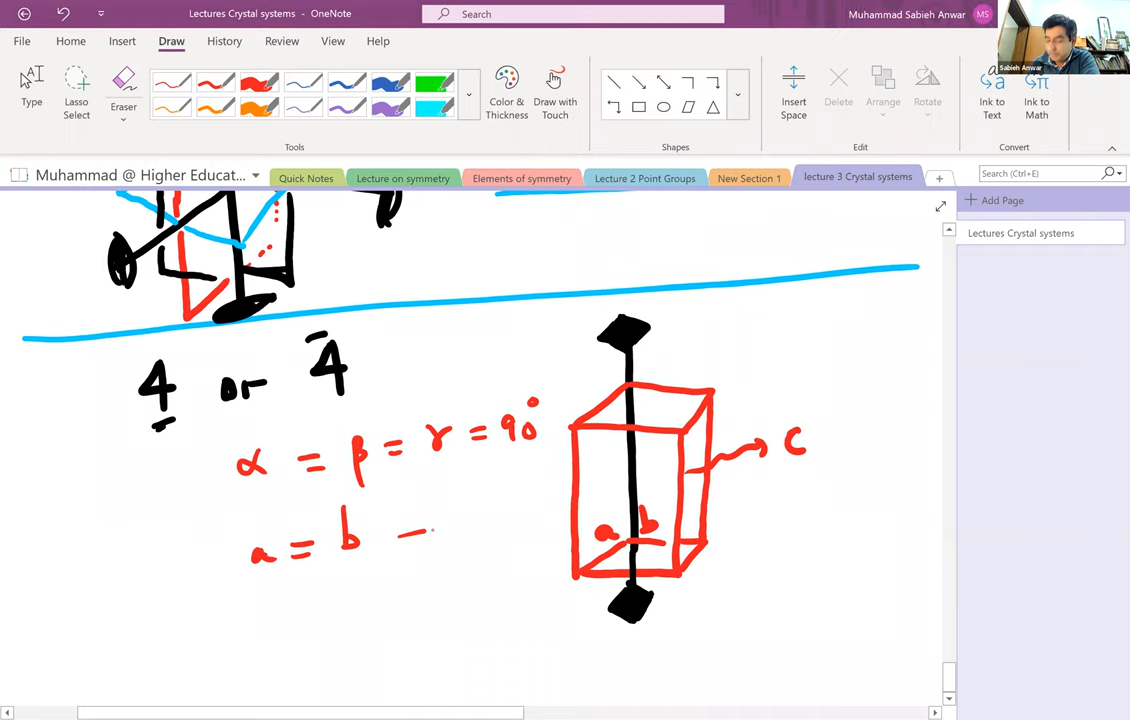 Lectures Crystal systems - OneNote
Search
Muhammad Sabieh Anwar
MS
File Home Insert Draw History Review View Help
Sabieh Anwar
Type
Lasso Select
Eraser
Color & Thickness
Draw with Touch
Insert Space
Delete
Arrange
Rotate
Ink to Text
Ink to Math
Tools
Shapes
Edit
Convert
Muhammad @ Higher Educat...
Quick Notes
Lecture on symmetry
Elements of symmetry
Lecture 2 Point Groups
New Section 1
lecture 3 Crystal systems
Search (Ctrl+E)
Add Page
Lectures Crystal systems
4 or 4̅
α = β = γ = 90°
a = b —
a b
c